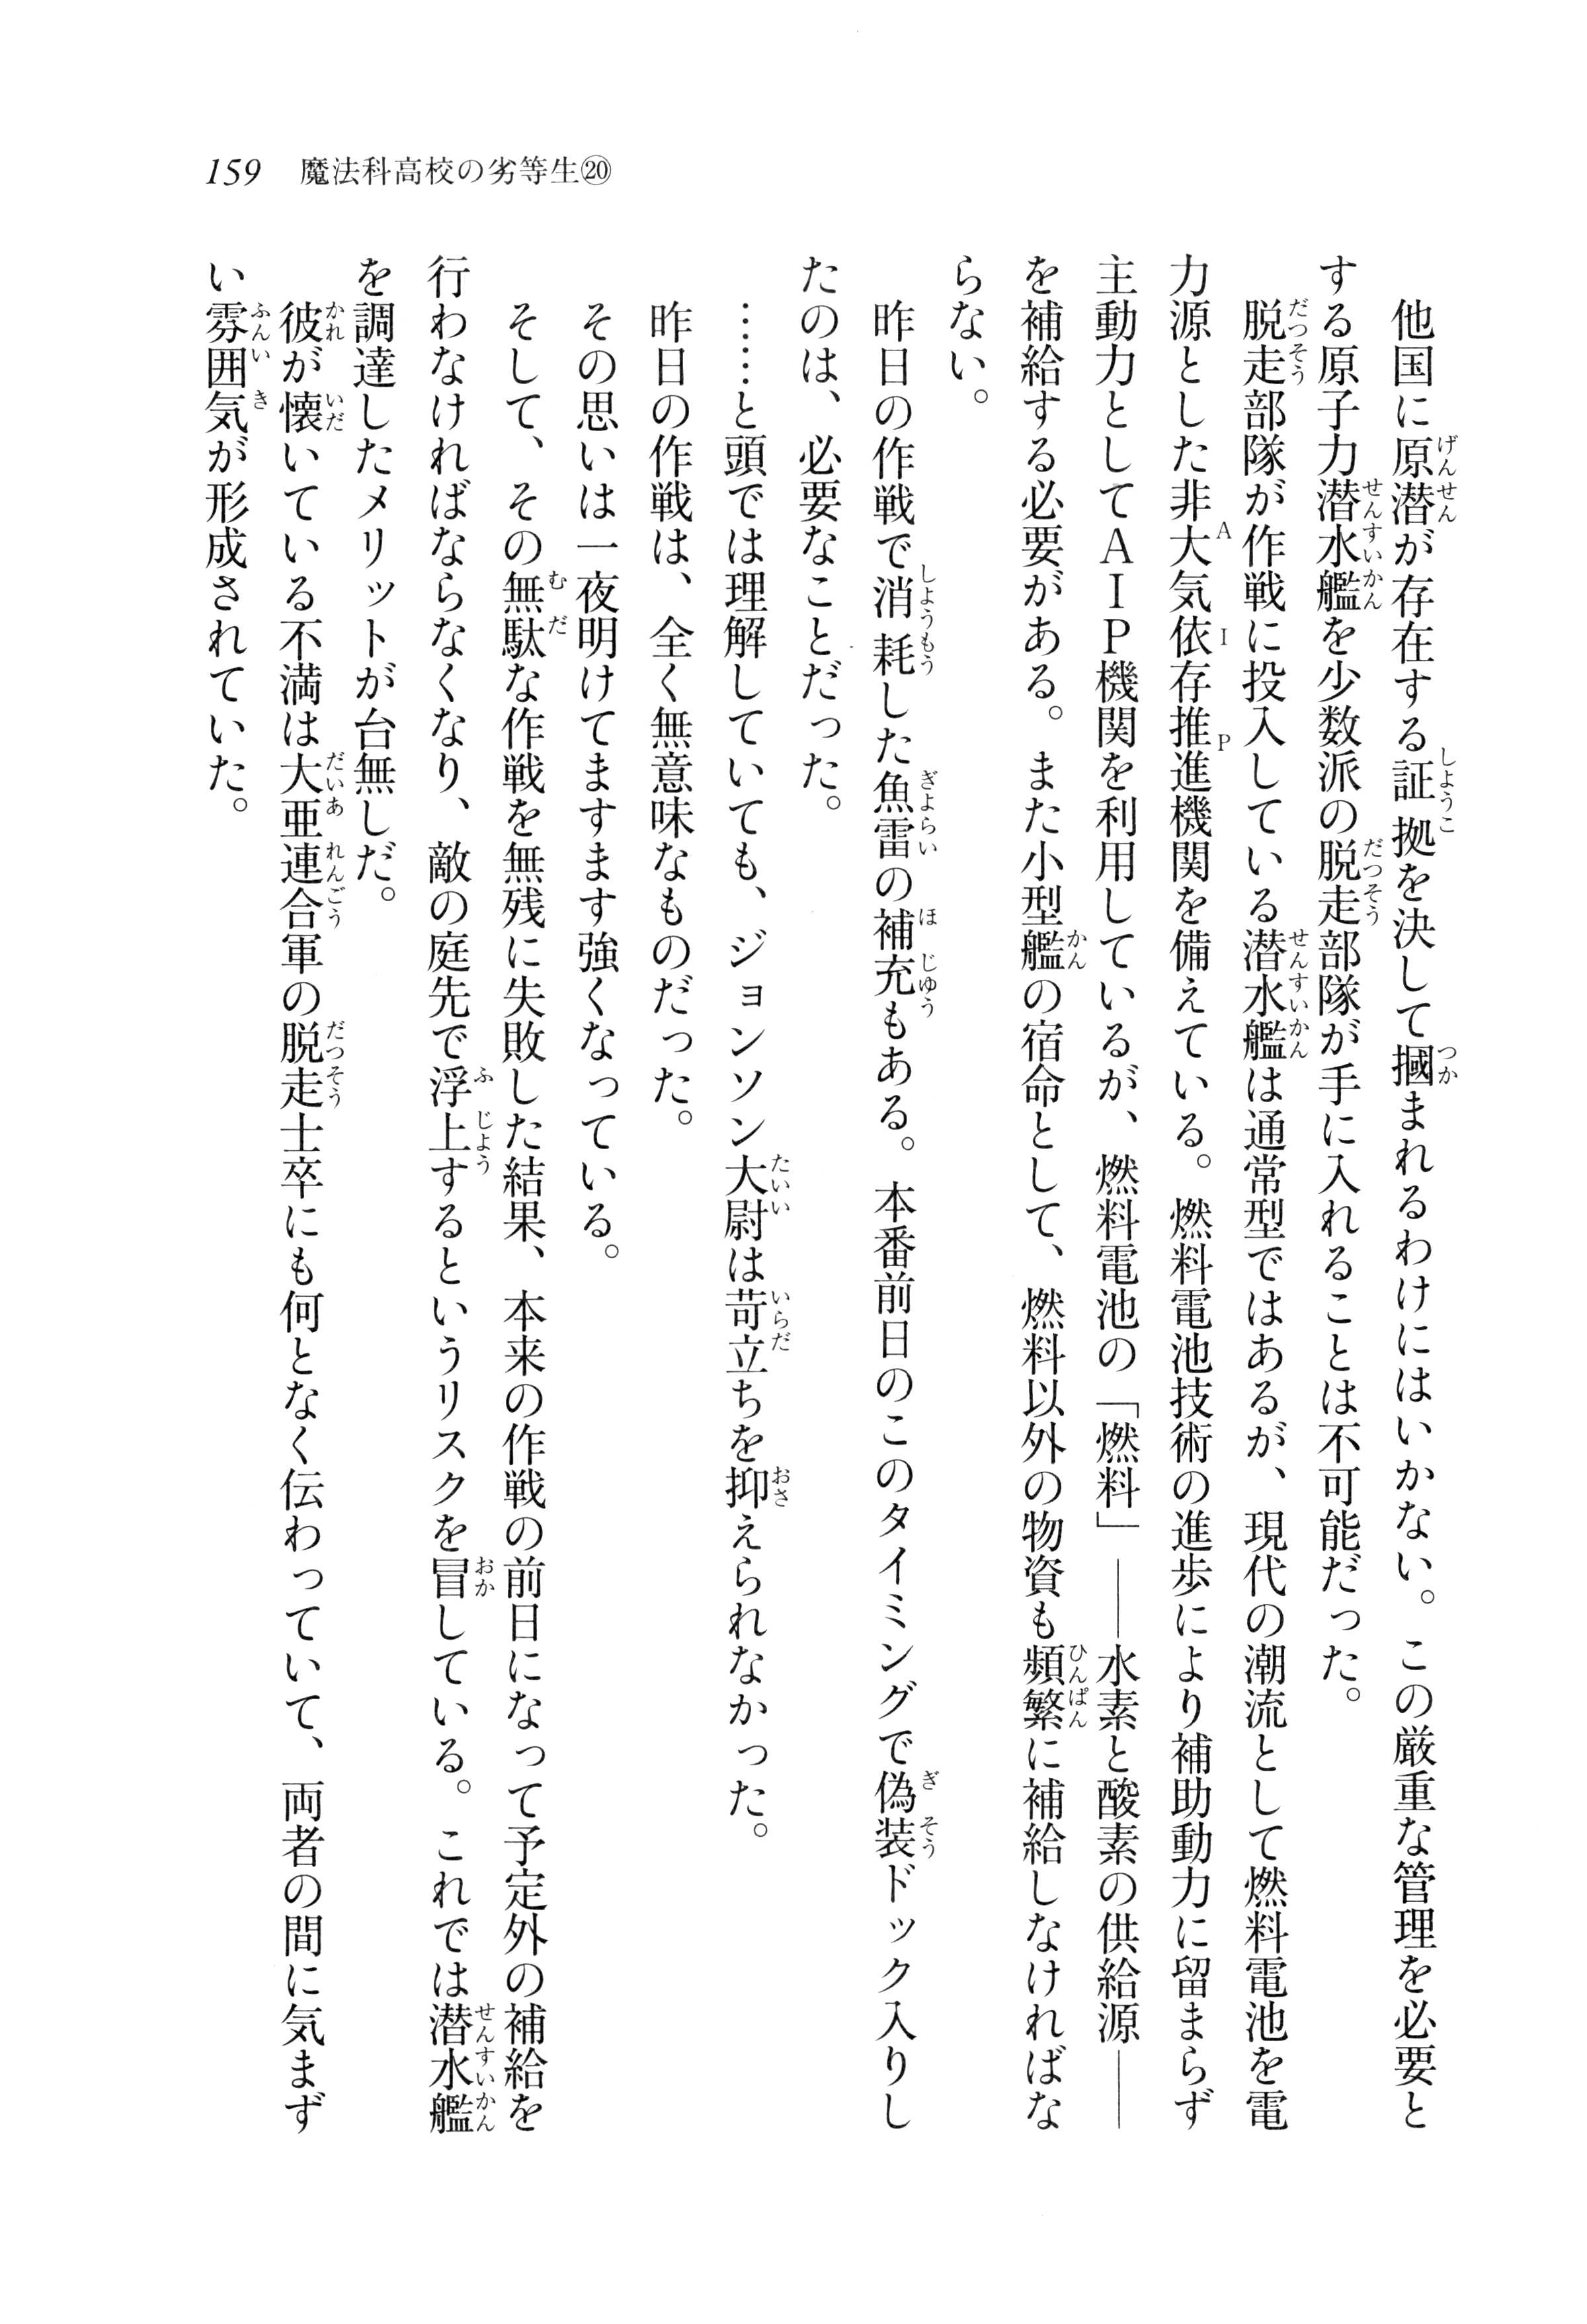 159 魔法科高校の劣等生⑳
他国に原潜が存在する証拠を決して摑まれるわけにはいかない。この厳重な管理を必要と
する原子力潜水艦を少数派の脱走部隊が手に入れることは不可能だった。
脱走部隊が作戦に投入している潜水艦は通常型ではあるが、現代の潮流として燃料電池を電
力源とした非大気依存推進機関を備えている。燃料電池技術の進歩により補助動力に留まらず
主動力としてＡＩＰ機関を利用しているが、燃料電池の「燃料」――水素と酸素の供給源――
を補給する必要がある。また小型艦の宿命として、燃料以外の物資も頻繁に補給しなければな
らない。
昨日の作戦で消耗した魚雷の補充もある。本番前日のこのタイミングで偽装ドック入りし
たのは、必要なことだった。
……と頭では理解していても、ジョンソン大尉は苛立ちを抑えられなかった。
昨日の作戦は、全く無意味なものだった。
その思いは一夜明けてますます強くなっている。
そして、その無駄な作戦を無残に失敗した結果、本来の作戦の前日になって予定外の補給を
行わなければならなくなり、敵の庭先で浮上するというリスクを冒している。これでは潜水艦
を調達したメリットが台無しだ。
彼が懐いている不満は大亜連合軍の脱走士卒にも何となく伝わっていて、両者の間に気まず
い雰囲気が形成されていた。